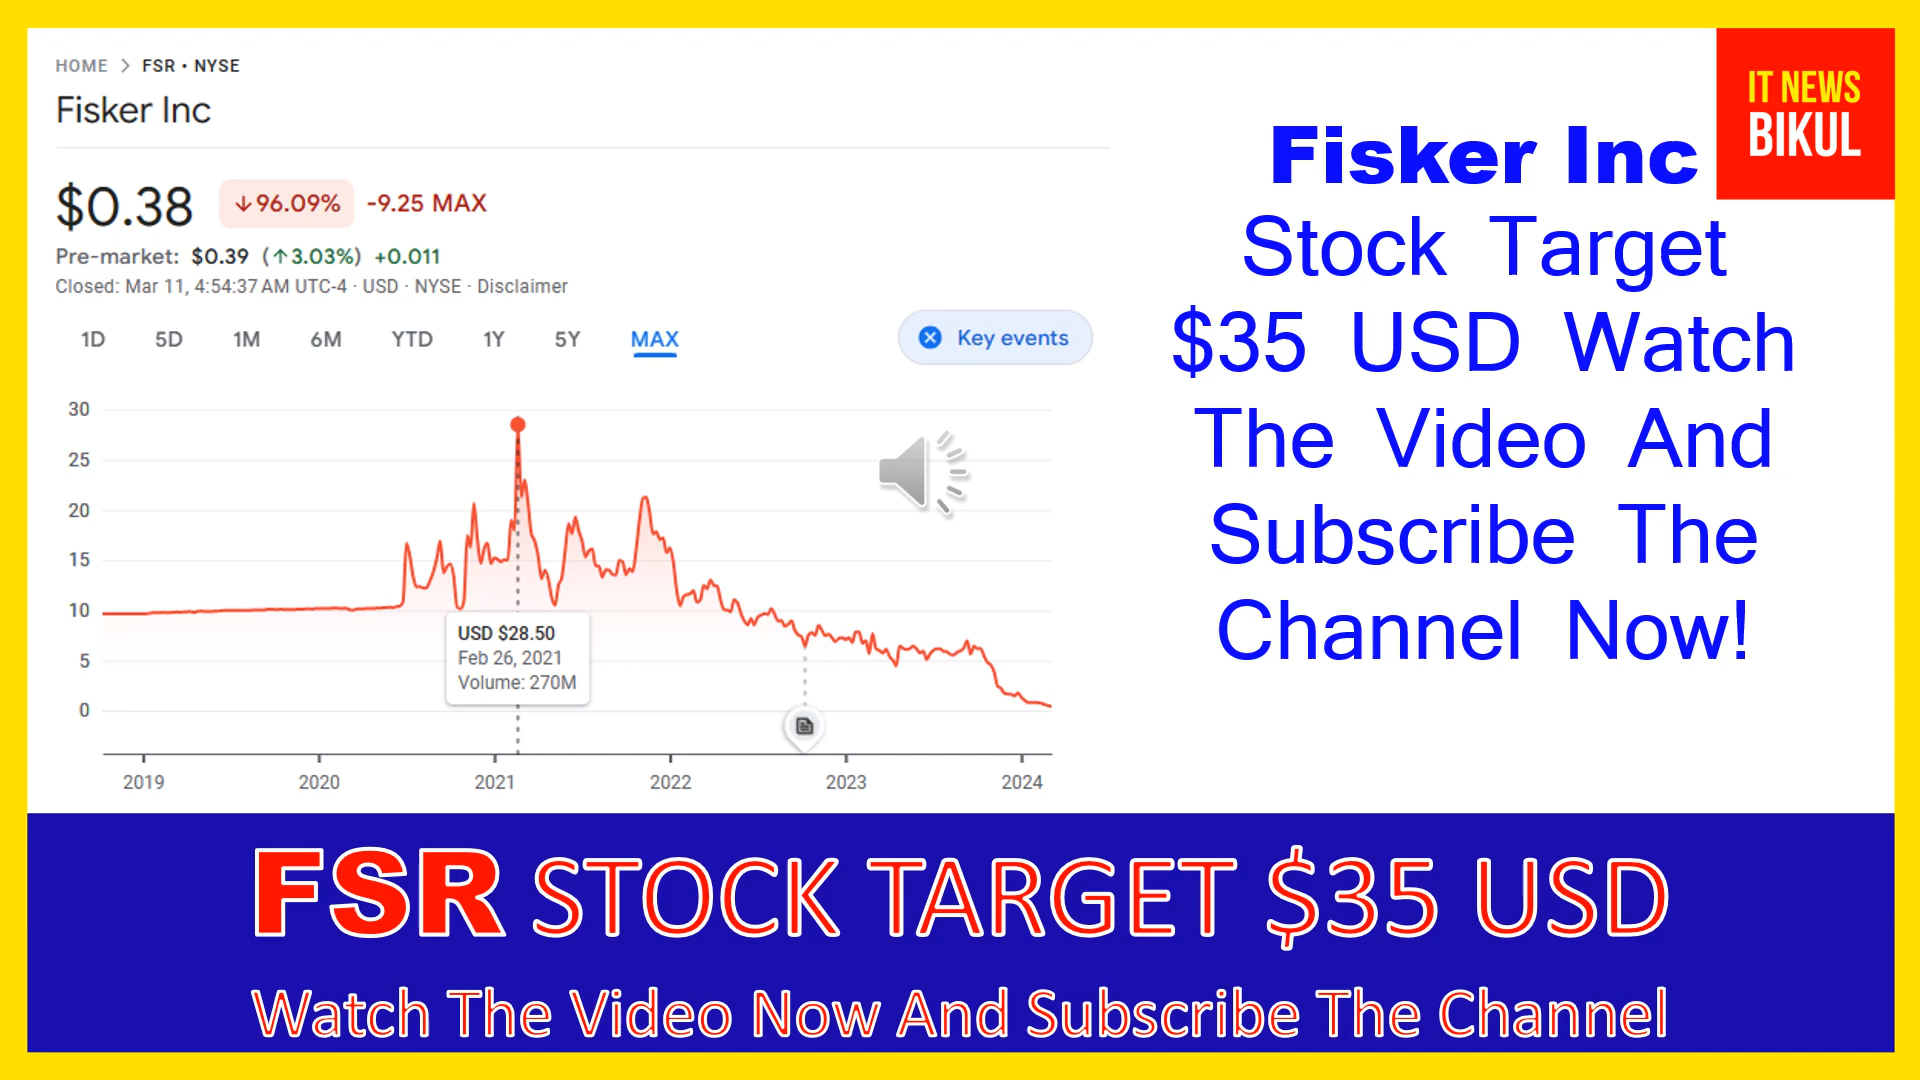 HOME > FSR • NYSE
Fisker Inc
$0.38 ↓96.09% -9.25 MAX
Pre-market: $0.39 (↑3.03%) +0.011
Closed: Mar 11, 4:54:37 AM UTC-4 · USD · NYSE · Disclaimer
1D 5D 1M 6M YTD 1Y 5Y MAX
Key events
30
25
20
15
10
5
0
USD $28.50
Feb 26, 2021
Volume: 270M
2019 2020 2021 2022 2023 2024
IT NEWS
BIKUL
Fisker Inc
Stock Target
$35 USD Watch
The Video And
Subscribe The
Channel Now!
FSR STOCK TARGET $35 USD
Watch The Video Now And Subscribe The Channel